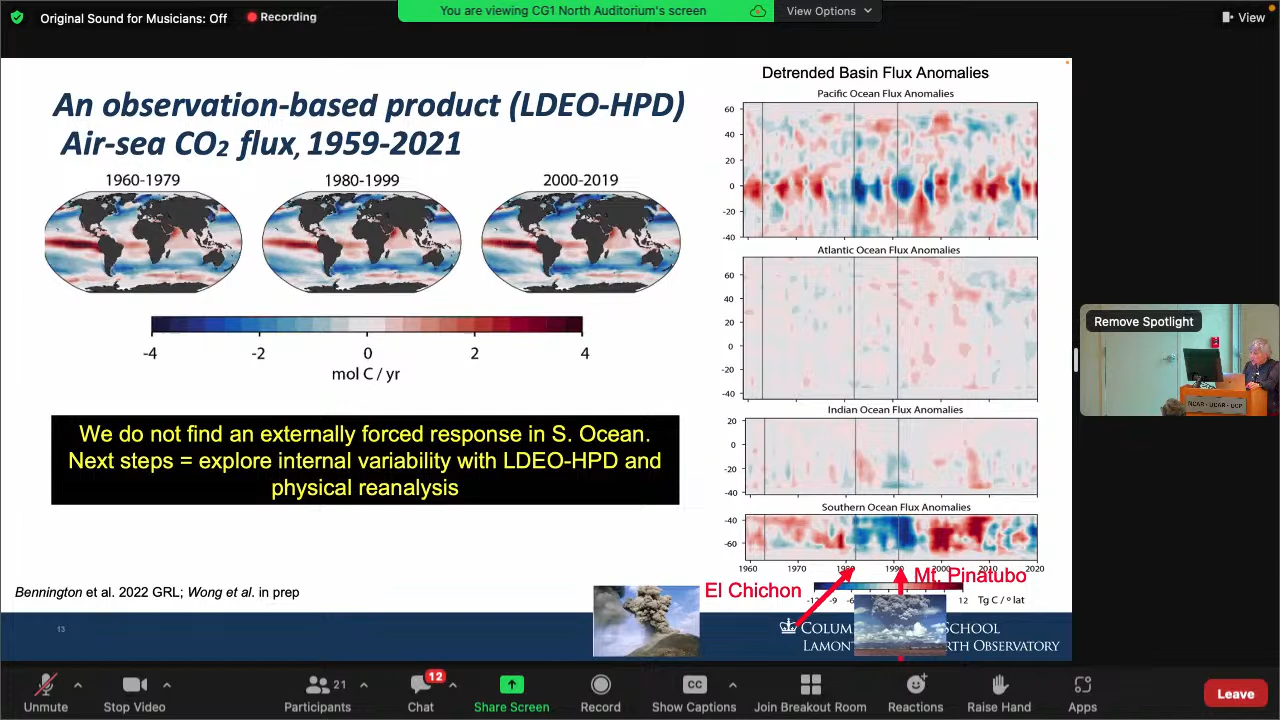 Original Sound for Musicians: Off
Recording
You are viewing CG1 North Auditorium's screen
View Options
View
An observation-based product (LDEO-HPD)
Air-sea CO₂ flux, 1959-2021
1960-1979
1980-1999
2000-2019
-4
-2
0
2
4
mol C / yr
We do not find an externally forced response in S. Ocean.
Next steps = explore internal variability with LDEO-HPD and
physical reanalysis
Detrended Basin Flux Anomalies
Pacific Ocean Flux Anomalies
60
40
20
0
-20
-40
Atlantic Ocean Flux Anomalies
60
40
20
0
-20
-40
Indian Ocean Flux Anomalies
20
0
-20
-40
Southern Ocean Flux Anomalies
-40
-60
1960
1970
1980
1990
2000
2010
2020
El Chichon
Mt. Pinatubo
-9
-6
12
Tg C / ° lat
Bennington et al. 2022 GRL; Wong et al. in prep
13
SCHOOL
Remove Spotlight
NCAR - UCAR - UCP
Unmute
Stop Video
21
Participants
12
Chat
Share Screen
Record
CC
Show Captions
Join Breakout Room
Reactions
Raise Hand
Apps
Leave